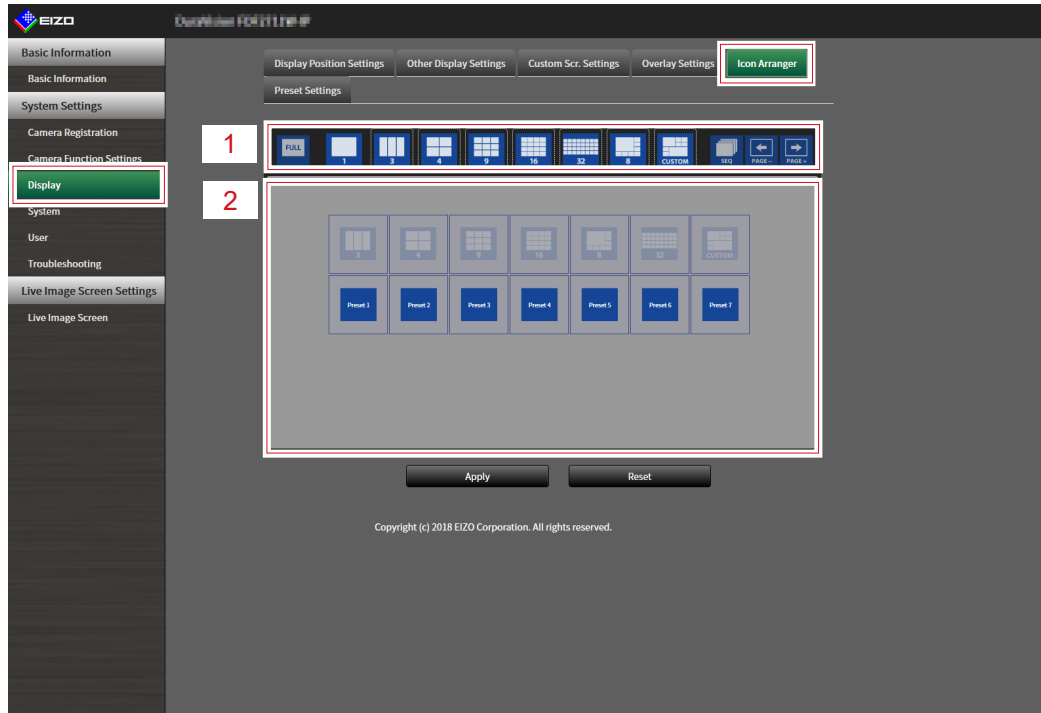 EIZO
Basic Information
Basic Information
System Settings
Camera Registration
Camera Function Settings
Display
System
User
Troubleshooting
Live Image Screen Settings
Live Image Screen
Display Position Settings Other Display Settings Custom Scr. Settings Overlay Settings Icon Arranger
Preset Settings
1
FULL 1 3 4 9 16 32 8 CUSTOM SEQ PAGE - PAGE +
2
3 4 9 16 8 32 CUSTOM
Preset 1 Preset 2 Preset 3 Preset 4 Preset 5 Preset 6 Preset 7
Apply Reset
Copyright (c) 2018 EIZO Corporation. All rights reserved.